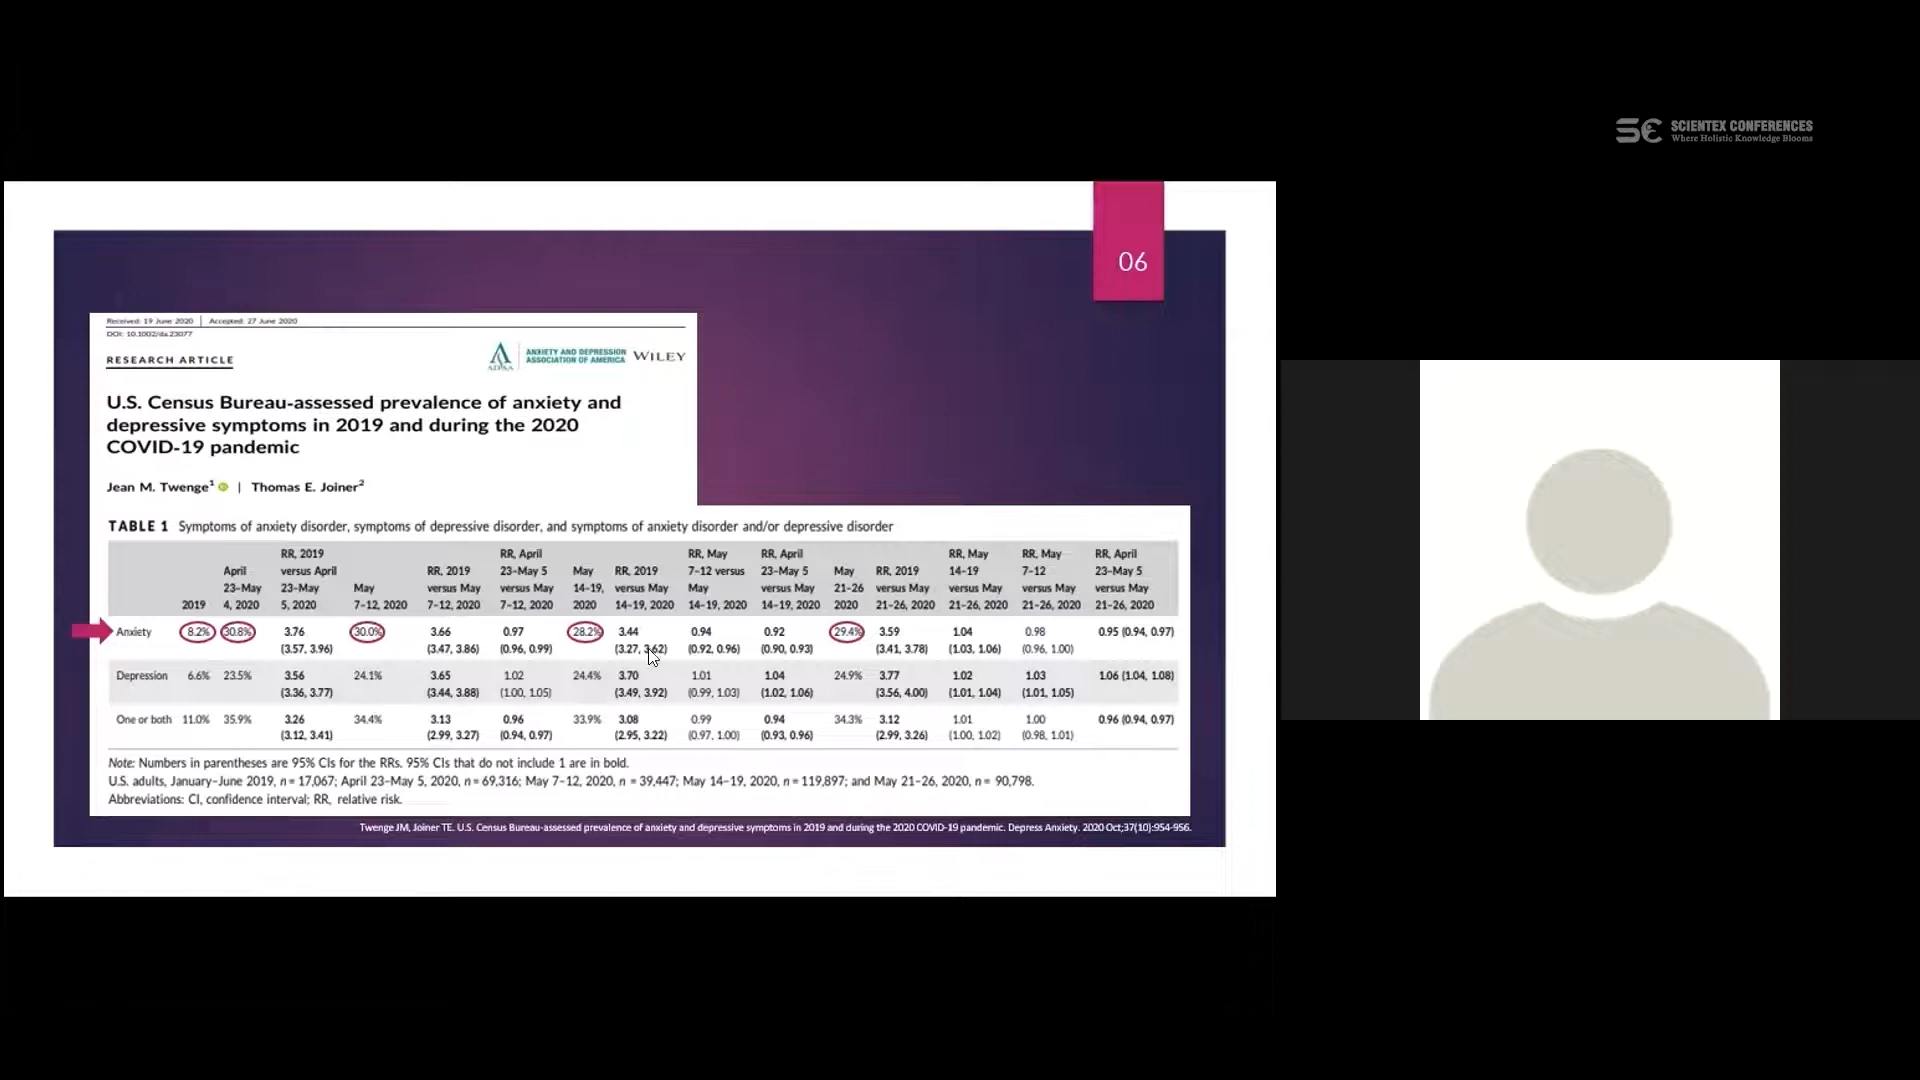 SCIENTEX CONFERENCES
Where Holistic Knowledge Blooms
06
Received: 19 June 2020 | Accepted: 27 June 2020
DOI: 10.1002/da.23077
RESEARCH ARTICLE
ADAA
ANXIETY AND DEPRESSION
ASSOCIATION OF AMERICA
WILEY
U.S. Census Bureau-assessed prevalence of anxiety and
depressive symptoms in 2019 and during the 2020
COVID-19 pandemic
Jean M. Twenge1 | Thomas E. Joiner2
TABLE 1 Symptoms of anxiety disorder, symptoms of depressive disorder, and symptoms of anxiety disorder and/or depressive disorder
RR, 2019 RR, April RR, May RR, April RR, May RR, May RR, April
April versus April RR, 2019 23–May 5 May RR, 2019 7–12 versus 23–May 5 May RR, 2019 14–19 7–12 23–May 5
23–May 23–May May versus May versus May 14–19, versus May May versus May 21–26 versus May versus May versus May versus May
2019 4, 2020 5, 2020 7–12, 2020 7–12, 2020 7–12, 2020 2020 14–19, 2020 14–19, 2020 14–19, 2020 2020 21–26, 2020 21–26, 2020 21–26, 2020 21–26, 2020
Anxiety 8.2% 30.8% 3.76 30.0% 3.66 0.97 28.2% 3.44 0.94 0.92 29.4% 3.59 1.04 0.98 0.95 (0.94, 0.97)
(3.57, 3.96) (3.47, 3.86) (0.96, 0.99) (3.27, 3.62) (0.92, 0.96) (0.90, 0.93) (3.41, 3.78) (1.03, 1.06) (0.96, 1.00)
Depression 6.6% 23.5% 3.56 24.1% 3.65 1.02 24.4% 3.70 1.01 1.04 24.9% 3.77 1.02 1.03 1.06 (1.04, 1.08)
(3.36, 3.77) (3.44, 3.88) (1.00, 1.05) (3.49, 3.92) (0.99, 1.03) (1.02, 1.06) (3.56, 4.00) (1.01, 1.04) (1.01, 1.05)
One or both 11.0% 35.9% 3.26 34.4% 3.13 0.96 33.9% 3.08 0.99 0.94 34.3% 3.12 1.01 1.00 0.96 (0.94, 0.97)
(3.12, 3.41) (2.99, 3.27) (0.94, 0.97) (2.95, 3.22) (0.97, 1.00) (0.93, 0.96) (2.99, 3.26) (1.00, 1.02) (0.98, 1.01)
Note: Numbers in parentheses are 95% CIs for the RRs. 95% CIs that do not include 1 are in bold.
U.S. adults, January–June 2019, n = 17,067; April 23–May 5, 2020, n = 69,316; May 7–12, 2020, n = 39,447; May 14–19, 2020, n = 119,897; and May 21–26, 2020, n = 90,798.
Abbreviations: CI, confidence interval; RR, relative risk.
Twenge JM, Joiner TE. U.S. Census Bureau-assessed prevalence of anxiety and depressive symptoms in 2019 and during the 2020 COVID-19 pandemic. Depress Anxiety. 2020 Oct;37(10):954-956.